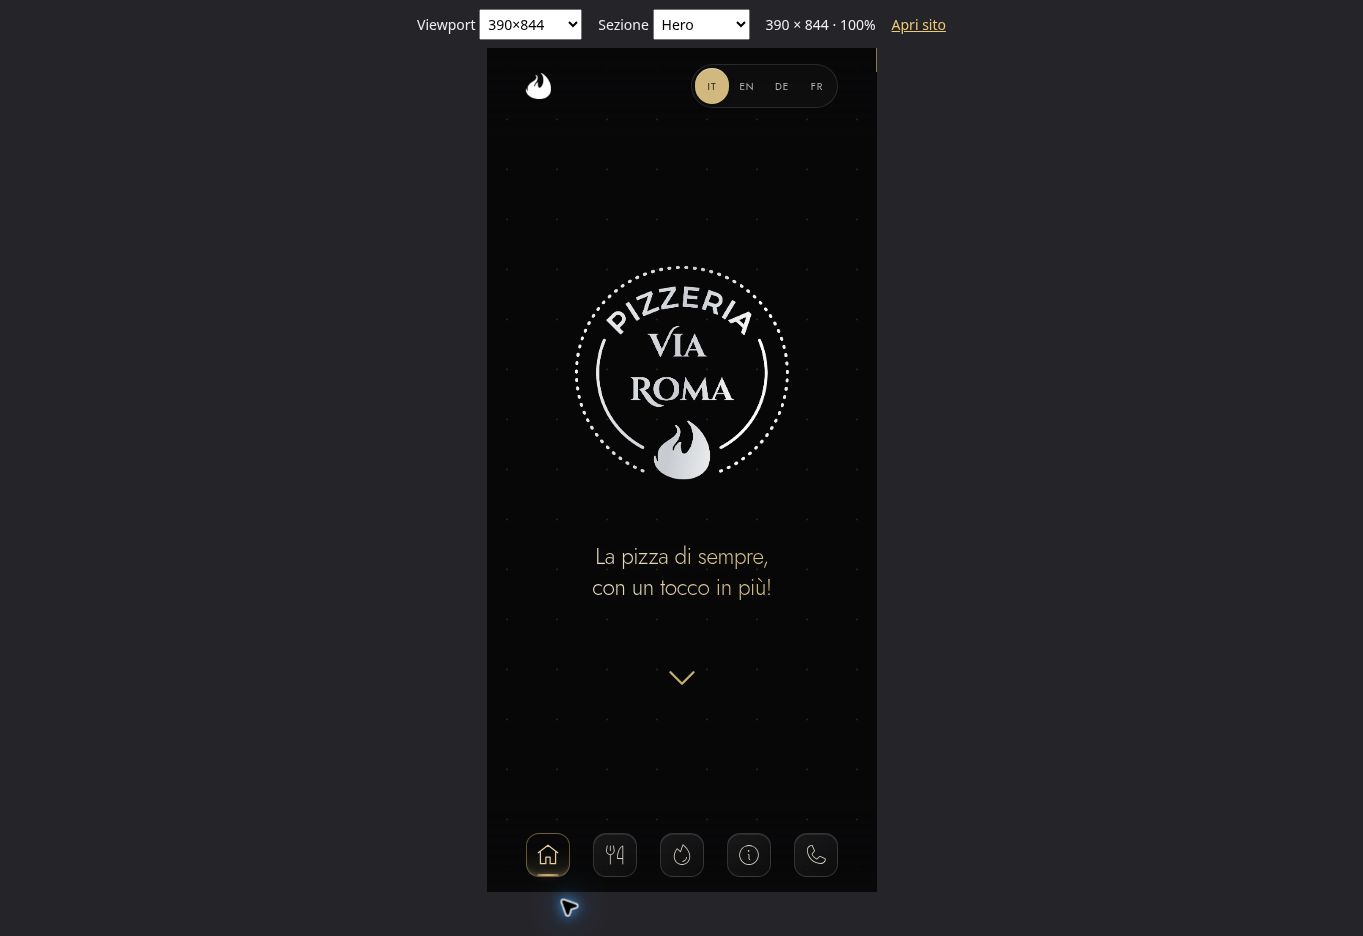 Viewport 390×844 Sezione Hero 390 × 844 · 100% Apri sito
IT EN DE FR
PIZZERIA
VIA
ROMA
La pizza di sempre,
con un tocco in più!